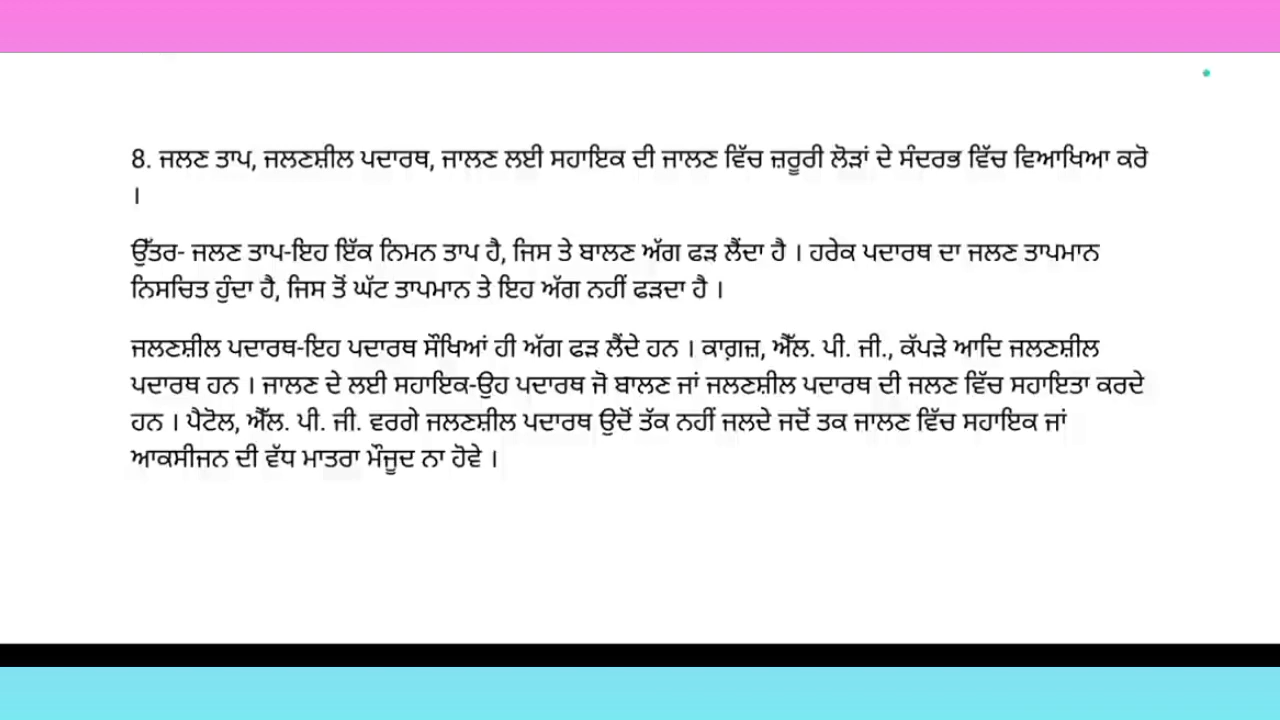 8. ਜਲਣ ਤਾਪ, ਜਲਣਸ਼ੀਲ ਪਦਾਰਥ, ਜਾਲਣ ਲਈ ਸਹਾਇਕ ਦੀ ਜਾਲਣ ਵਿੱਚ ਜ਼ਰੂਰੀ ਲੋੜਾਂ ਦੇ ਸੰਦਰਭ ਵਿੱਚ ਵਿਆਖਿਆ ਕਰੋ
।
ਉੱਤਰ- ਜਲਣ ਤਾਪ-ਇਹ ਇੱਕ ਨਿਮਨ ਤਾਪ ਹੈ, ਜਿਸ ਤੇ ਬਾਲਣ ਅੱਗ ਫੜ ਲੈਂਦਾ ਹੈ । ਹਰੇਕ ਪਦਾਰਥ ਦਾ ਜਲਣ ਤਾਪਮਾਨ
ਨਿਸਚਿਤ ਹੁੰਦਾ ਹੈ, ਜਿਸ ਤੋਂ ਘੱਟ ਤਾਪਮਾਨ ਤੇ ਇਹ ਅੱਗ ਨਹੀਂ ਫੜਦਾ ਹੈ ।
ਜਲਣਸ਼ੀਲ ਪਦਾਰਥ-ਇਹ ਪਦਾਰਥ ਸੌਖਿਆਂ ਹੀ ਅੱਗ ਫੜ ਲੈਂਦੇ ਹਨ । ਕਾਗ਼ਜ਼, ਐੱਲ. ਪੀ. ਜੀ., ਕੱਪੜੇ ਆਦਿ ਜਲਣਸ਼ੀਲ
ਪਦਾਰਥ ਹਨ । ਜਾਲਣ ਦੇ ਲਈ ਸਹਾਇਕ-ਉਹ ਪਦਾਰਥ ਜੋ ਬਾਲਣ ਜਾਂ ਜਲਣਸ਼ੀਲ ਪਦਾਰਥ ਦੀ ਜਲਣ ਵਿੱਚ ਸਹਾਇਤਾ ਕਰਦੇ
ਹਨ । ਪੈਟੋਲ, ਐੱਲ. ਪੀ. ਜੀ. ਵਰਗੇ ਜਲਣਸ਼ੀਲ ਪਦਾਰਥ ਉਦੋਂ ਤੱਕ ਨਹੀਂ ਜਲਦੇ ਜਦੋਂ ਤਕ ਜਾਲਣ ਵਿੱਚ ਸਹਾਇਕ ਜਾਂ
ਆਕਸੀਜਨ ਦੀ ਵੱਧ ਮਾਤਰਾ ਮੌਜੂਦ ਨਾ ਹੋਵੇ ।